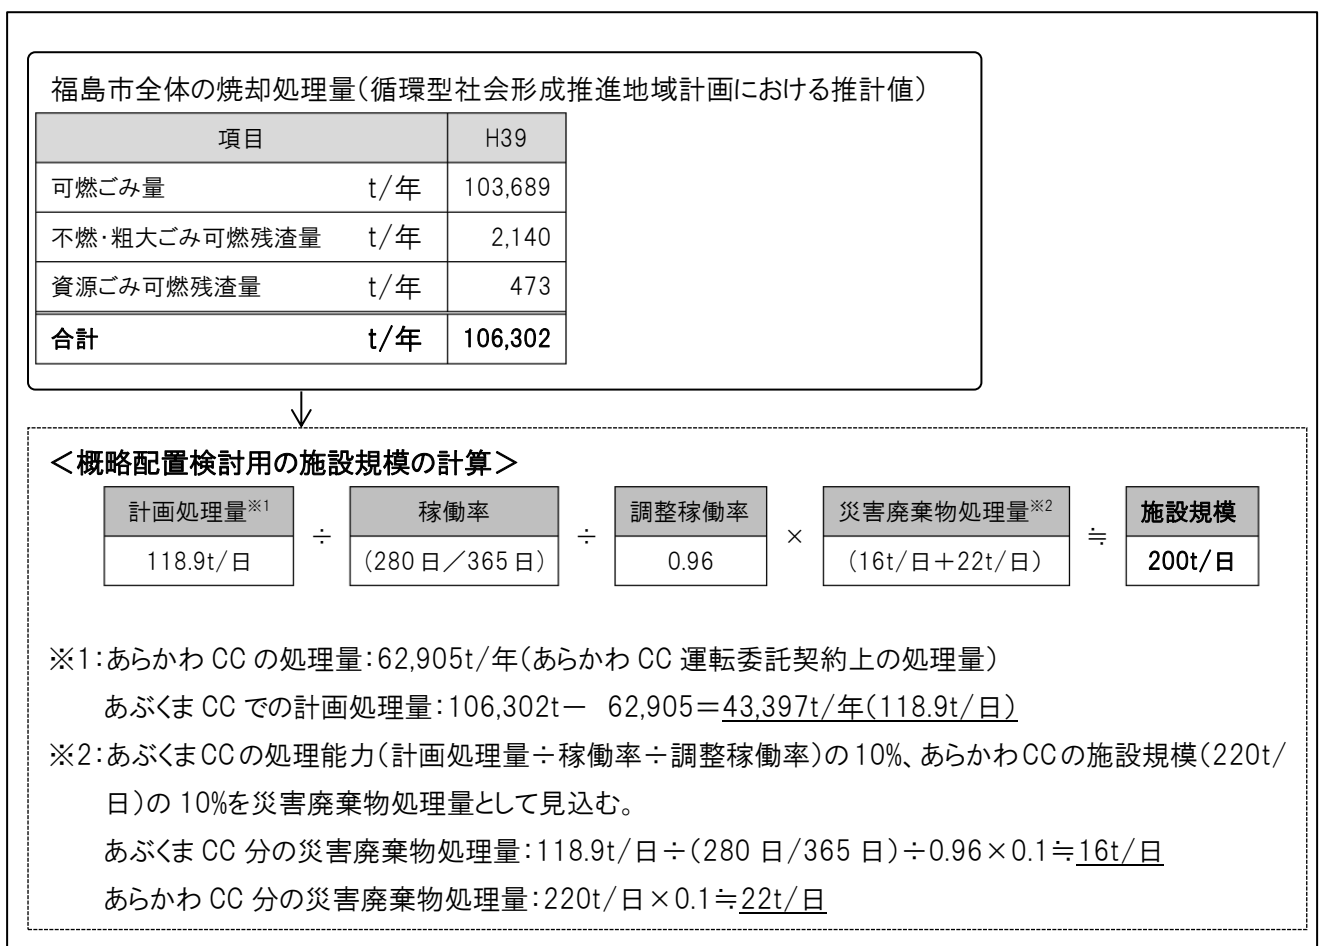 福島市全体の焼却処理量(循環型社会形成推進地域計画における推計値)
項目 H39
可燃ごみ量 t/年 103,689
不燃・粗大ごみ可燃残渣量 t/年 2,140
資源ごみ可燃残渣量 t/年 473
合計 t/年 106,302
＜概略配置検討用の施設規模の計算＞
計画処理量※1 稼働率 調整稼働率 災害廃棄物処理量※2 施設規模
118.9t/日 ÷ (280日／365日) ÷ 0.96 × (16t/日＋22t/日) ≒ 200t/日
※1：あらかわCCの処理量：62,905t/年(あらかわCC運転委託契約上の処理量)
あぶくまCCでの計画処理量：106,302t－ 62,905＝43,397t/年(118.9t/日)
※2：あぶくまCCの処理能力(計画処理量÷稼働率÷調整稼働率)の10%、あらかわCCの施設規模(220t/
日)の10%を災害廃棄物処理量として見込む。
あぶくまCC分の災害廃棄物処理量：118.9t/日÷(280日/365日)÷0.96×0.1≒16t/日
あらかわCC分の災害廃棄物処理量：220t/日×0.1≒22t/日